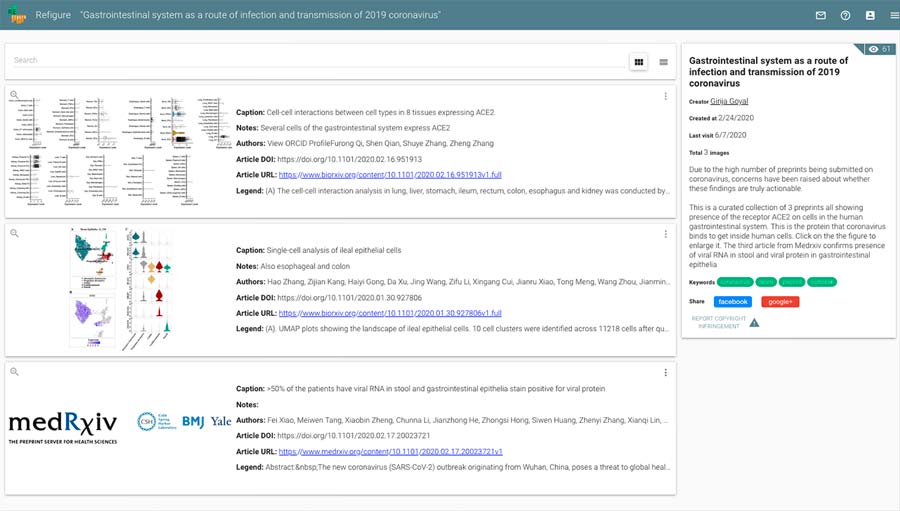 Refigure "Gastrointestinal system as a route of infection and transmission of 2019 coronavirus"
Search
Caption: Cell-cell interactions between cell types in 8 tissues expressing ACE2.
Notes: Several cells of the gastrointestinal system express ACE2
Authors: View ORCID ProfileFurong Qi, Shen Qian, Shuye Zhang, Zheng Zhang
Article DOI: https://doi.org/10.1101/2020.02.16.951913
Article URL: https://www.biorxiv.org/content/10.1101/2020.02.16.951913v1.full
Legend: (A) The cell-cell interaction analysis in lung, liver, stomach, ileum, rectum, colon, esophagus and kidney was conducted by...
Caption: Single-cell analysis of ileal epithelial cells
Notes: Also esophageal and colon
Authors: Hao Zhang, Zijian Kang, Haiyi Gong, Da Xu, Jing Wang, Zifu Li, Xingang Cui, Jianru Xiao, Tong Meng, Wang Zhou, Jianmin...
Article DOI: https://doi.org/10.1101/2020.01.30.927806
Article URL: https://www.biorxiv.org/content/10.1101/2020.01.30.927806v1.full
Legend: (A). UMAP plots showing the landscape of ileal epithelial cells. 10 cell clusters were identified across 11218 cells after qu...
medRxiv
THE PREPRINT SERVER FOR HEALTH SCIENCES
CSH Cold Spring Harbor Laboratory BMJ Yale
Caption: >50% of the patients have viral RNA in stool and gastrointestinal epithelia stain positive for viral protein
Notes:
Authors: Fei Xiao, Meiwen Tang, Xiaobin Zheng, Chunna Li, Jianzhong He, Zhongsi Hong, Siwen Huang, Zhenyi Zhang, Xianqi Lin, ...
Article DOI: https://doi.org/10.1101/2020.02.17.20023721
Article URL: https://www.medrxiv.org/content/10.1101/2020.02.17.20023721v1
Legend: Abstract:&nbsp;The new coronavirus (SARS-CoV-2) outbreak originating from Wuhan, China, poses a threat to global heal...
61
Gastrointestinal system as a route of
infection and transmission of 2019
coronavirus
Creator Girija Goyal
Created at 2/24/2020
Last visit 6/7/2020
Total 3 images
Due to the high number of preprints being submitted on
coronavirus, concerns have been raised about whether
these findings are truly actionable.
This is a curated collection of 3 preprints all showing
presence of the receptor ACE2 on cells in the human
gastrointestinal system. This is the protein that coronavirus
binds to get inside human cells. Click on the the figure to
enlarge it. The third article from Medrxiv confirms presence
of viral RNA in stool and viral protein in gastrointestinal
epithelia
Keywords
Share facebook google+
REPORT COPYRIGHT
INFRINGEMENT